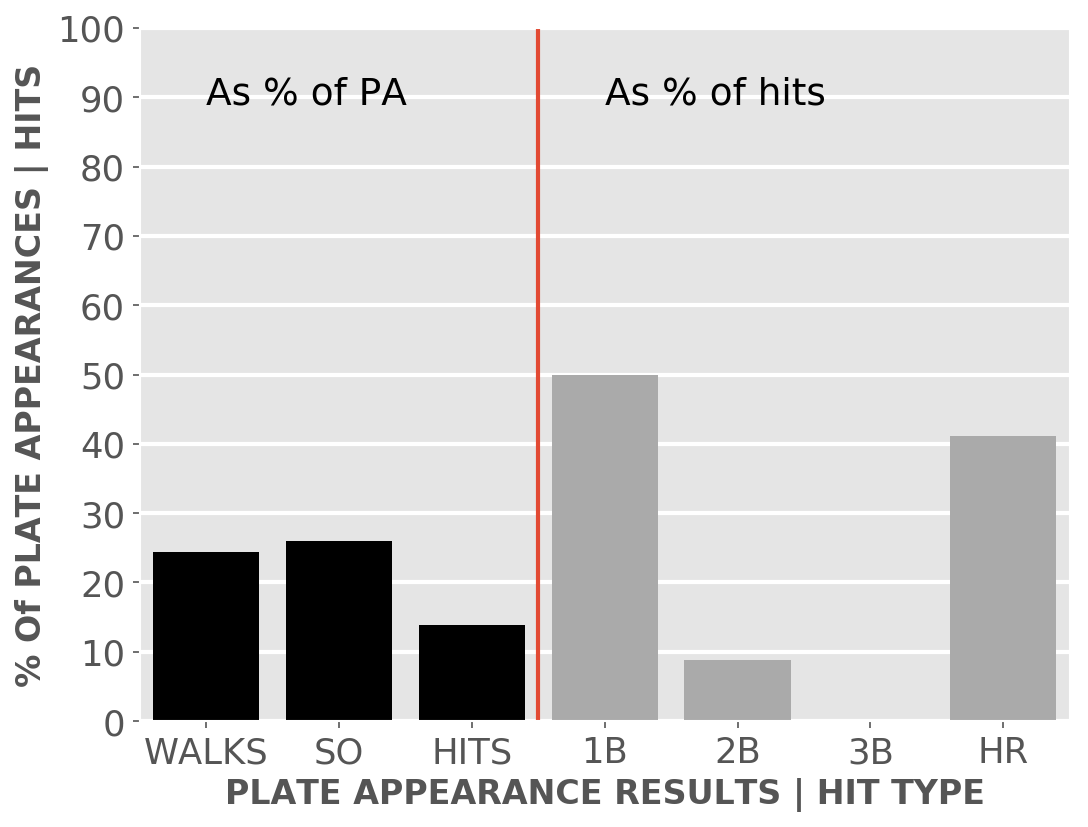 % Of PLATE APPEARANCES | HITS
100
90
80
70
60
50
40
30
20
10
0
As % of PA
As % of hits
WALKS SO HITS 1B 2B 3B HR
PLATE APPEARANCE RESULTS | HIT TYPE